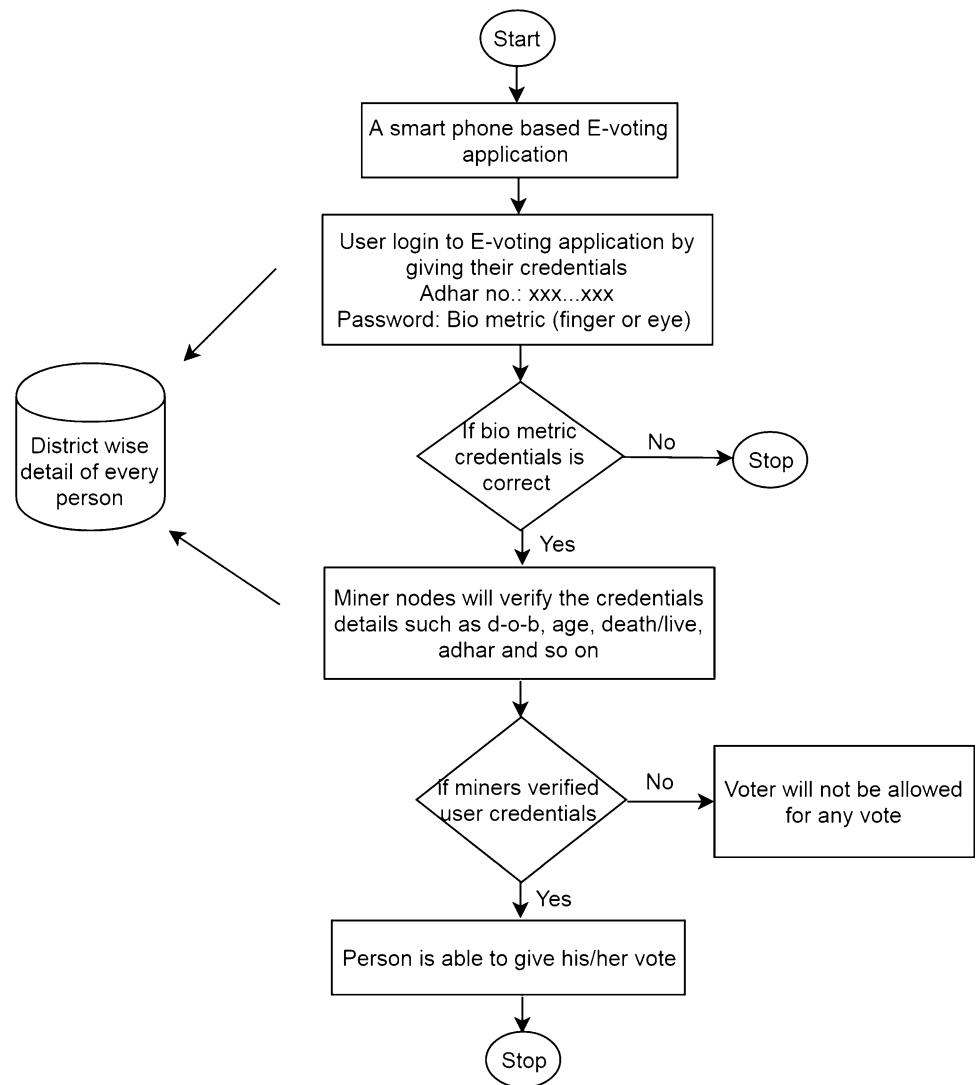 Start
A smart phone based E-voting
application
User login to E-voting application by
giving their credentials
Adhar no.: xxx...xxx
Password: Bio metric (finger or eye)
District wise
detail of every
person
If bio metric
credentials is
correct
No
Stop
Yes
Miner nodes will verify the credentials
details such as d-o-b, age, death/live,
adhar and so on
if miners verified
user credentials
No
Voter will not be allowed
for any vote
Yes
Person is able to give his/her vote
Stop